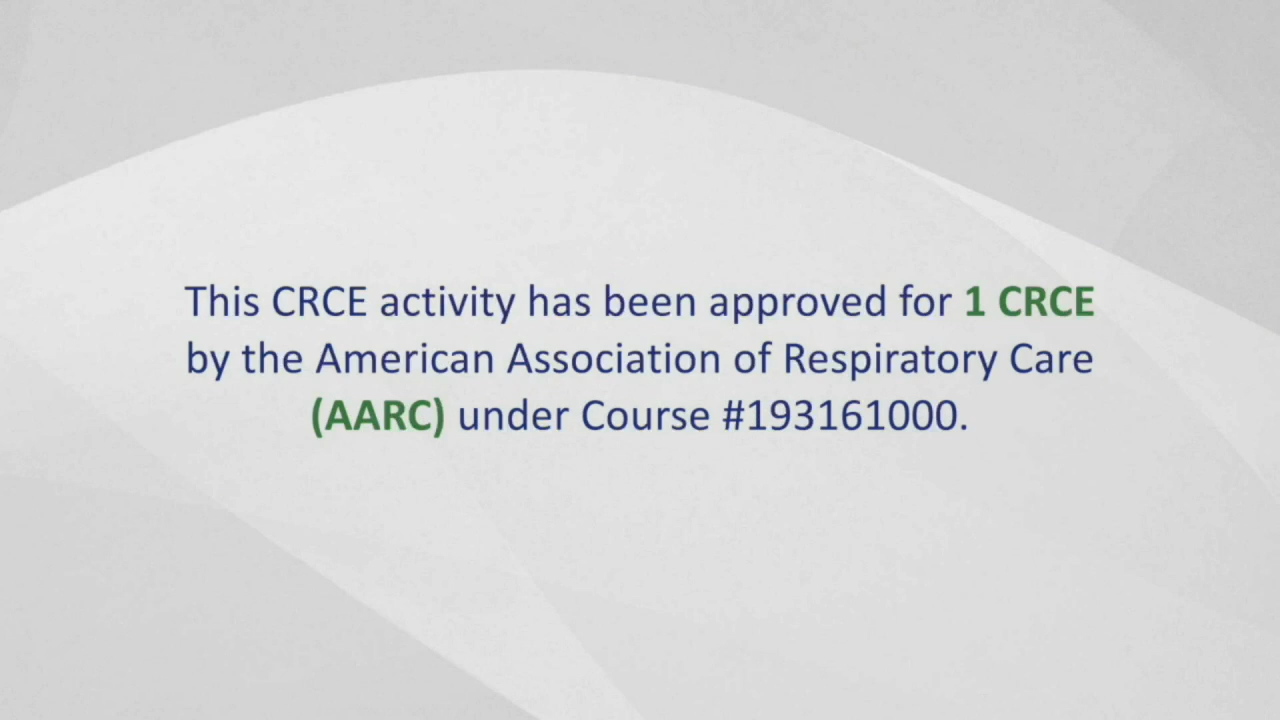 This CRCE activity has been approved for 1 CRCE
by the American Association of Respiratory Care
(AARC) under Course #193161000.